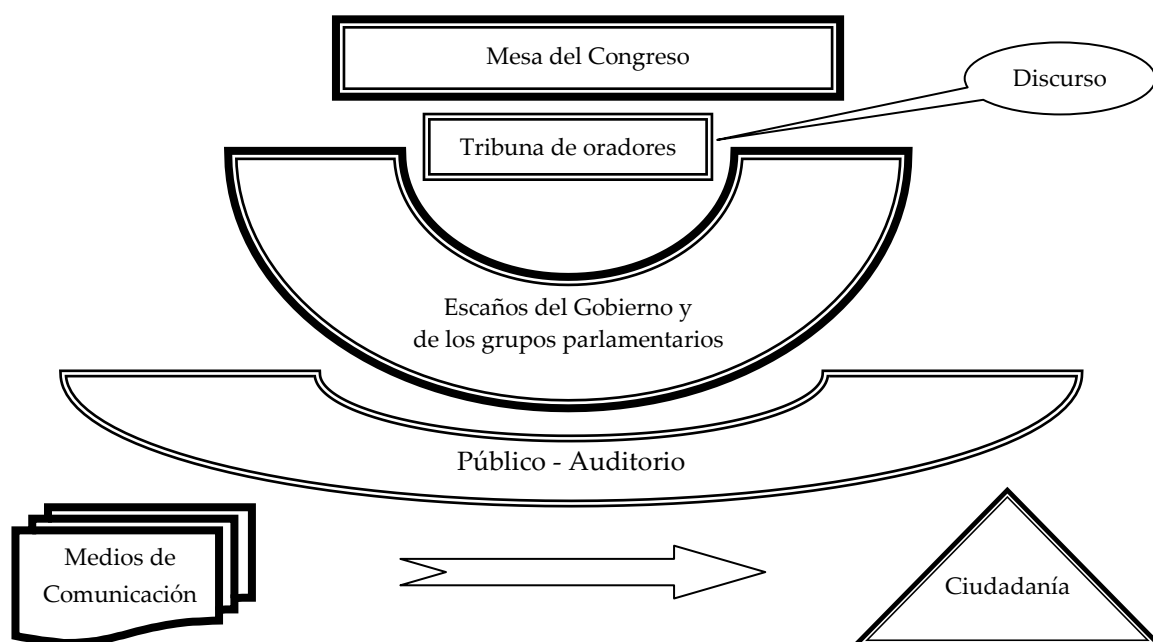 Mesa del Congreso
Discurso
Tribuna de oradores
Escaños del Gobierno y
de los grupos parlamentarios
Público - Auditorio
Medios de
Comunicación
Ciudadanía